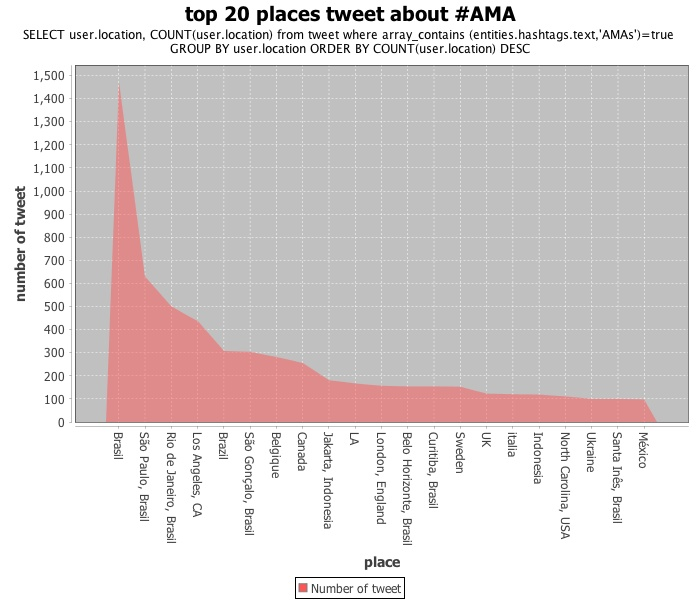 top 20 places tweet about #AMA
SELECT user.location, COUNT(user.location) from tweet where array_contains (entities.hashtags.text,'AMAs')=true
GROUP BY user.location ORDER BY COUNT(user.location) DESC
number of tweet
1,500
1,400
1,300
1,200
1,100
1,000
900
800
700
600
500
400
300
200
100
0
Brasil
São Paulo, Brasil
Rio de Janeiro, Brasil
Los Angeles, CA
Brazil
São Gonçalo, Brasil
Belgique
Canada
Jakarta, Indonesia
LA
London, England
Belo Horizonte, Brasil
Curitiba, Brasil
Sweden
UK
italia
Indonesia
North Carolina, USA
Ukraine
Santa Inês, Brasil
México
place
Number of tweet